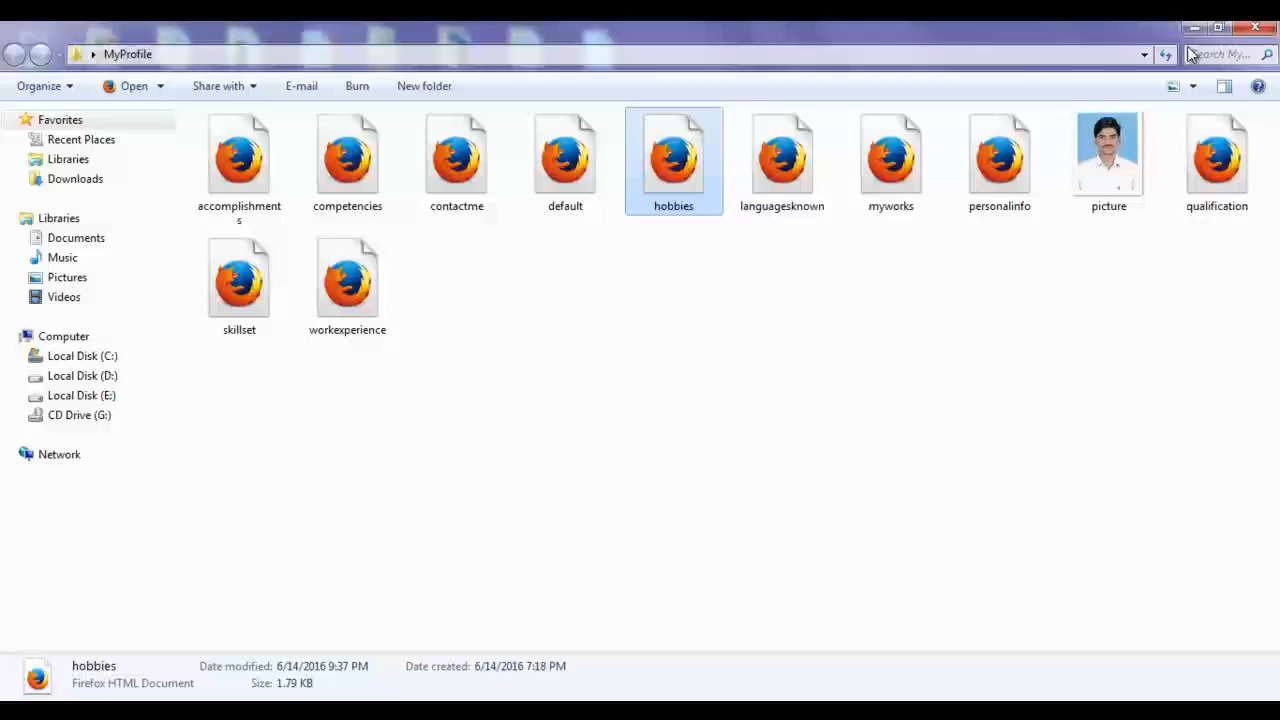 MyProfile
Search My...
Organize
Open
Share with
E-mail
Burn
New folder
Favorites
Recent Places
Libraries
Downloads
Libraries
Documents
Music
Pictures
Videos
Computer
Local Disk (C:)
Local Disk (D:)
Local Disk (E:)
CD Drive (G:)
Network
accomplishment
s
competencies
contactme
default
hobbies
languagesknown
myworks
personalinfo
picture
qualification
skillset
workexperience
hobbies
Date modified: 6/14/2016 9:37 PM
Date created: 6/14/2016 7:18 PM
Firefox HTML Document
Size: 1.79 KB